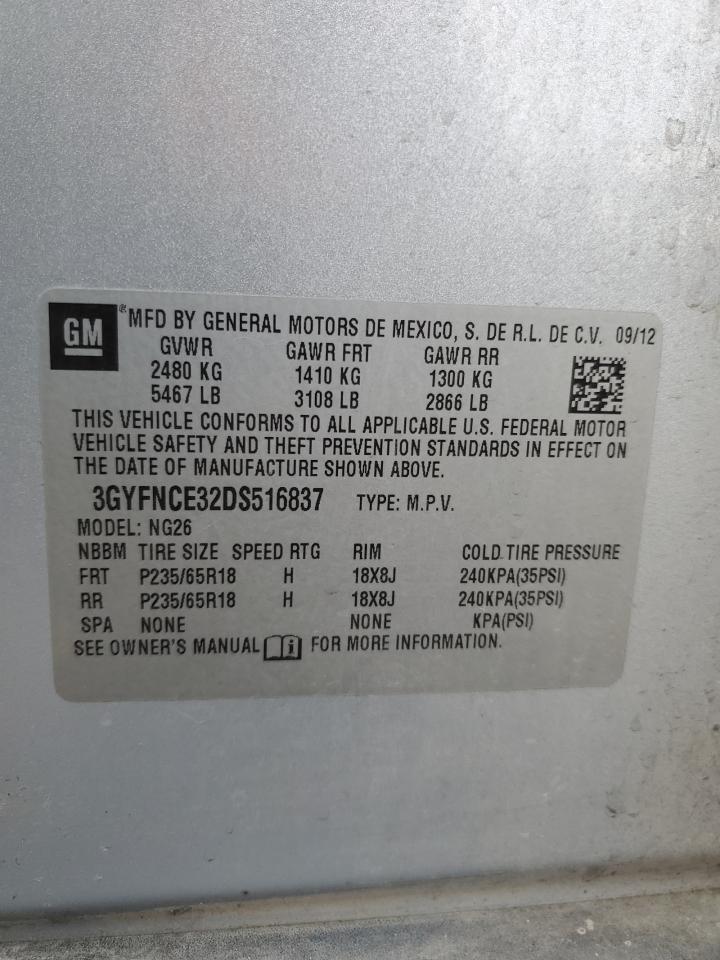 GM ® MFD BY GENERAL MOTORS DE MEXICO, S. DE R.L. DE C.V. 09/12
GVWR GAWR FRT GAWR RR
2480 KG 1410 KG 1300 KG
5467 LB 3108 LB 2866 LB
THIS VEHICLE CONFORMS TO ALL APPLICABLE U.S. FEDERAL MOTOR
VEHICLE SAFETY AND THEFT PREVENTION STANDARDS IN EFFECT ON
THE DATE OF MANUFACTURE SHOWN ABOVE.
3GYFNCE32DS516837 TYPE: M.P.V.
MODEL: NG26
NBBM TIRE SIZE SPEED RTG RIM COLD TIRE PRESSURE
FRT P235/65R18 H 18X8J 240KPA(35PSI)
RR P235/65R18 H 18X8J 240KPA(35PSI)
SPA NONE NONE KPA(PSI)
SEE OWNER'S MANUAL i FOR MORE INFORMATION.